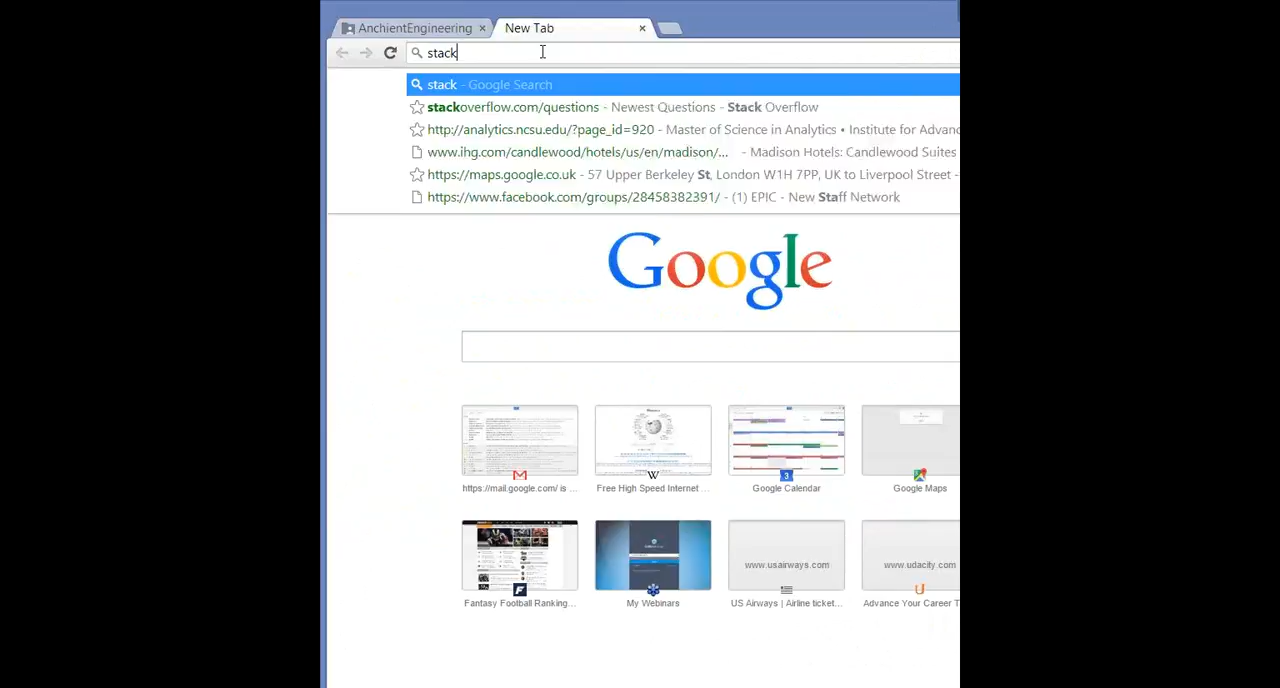 AnchientEngineering
New Tab
stack
stack - Google Search
stackoverflow.com/questions - Newest Questions - Stack Overflow
http://analytics.ncsu.edu/?page_id=920 - Master of Science in Analytics • Institute for Advanc
www.ihg.com/candlewood/hotels/us/en/madison/... - Madison Hotels: Candlewood Suites
https://maps.google.co.uk - 57 Upper Berkeley St, London W1H 7PP, UK to Liverpool Street -
https://www.facebook.com/groups/28458382391/ - (1) EPIC - New Staff Network
Google
https://mail.google.com/ is ... Free High Speed Internet ... Google Calendar Google Maps
www.usairways.com www.udacity.com
Fantasy Football Ranking... My Webinars US Airways | Airline ticket... Advance Your Career T